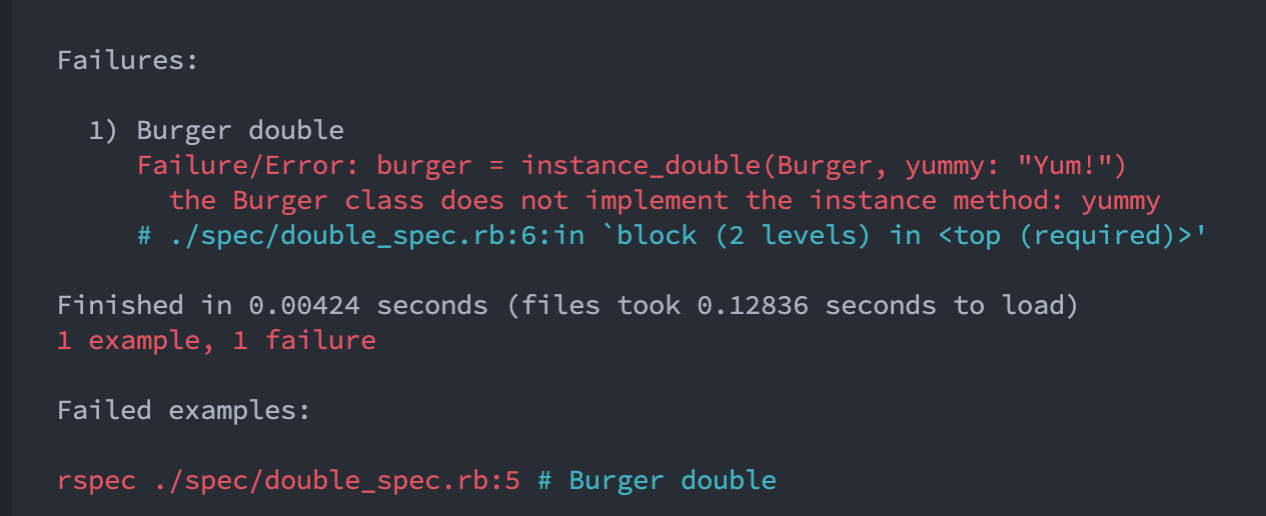 Failures:
1) Burger double
Failure/Error: burger = instance_double(Burger, yummy: "Yum!")
the Burger class does not implement the instance method: yummy
# ./spec/double_spec.rb:6:in `block (2 levels) in <top (required)>'
Finished in 0.00424 seconds (files took 0.12836 seconds to load)
1 example, 1 failure
Failed examples:
rspec ./spec/double_spec.rb:5 # Burger double